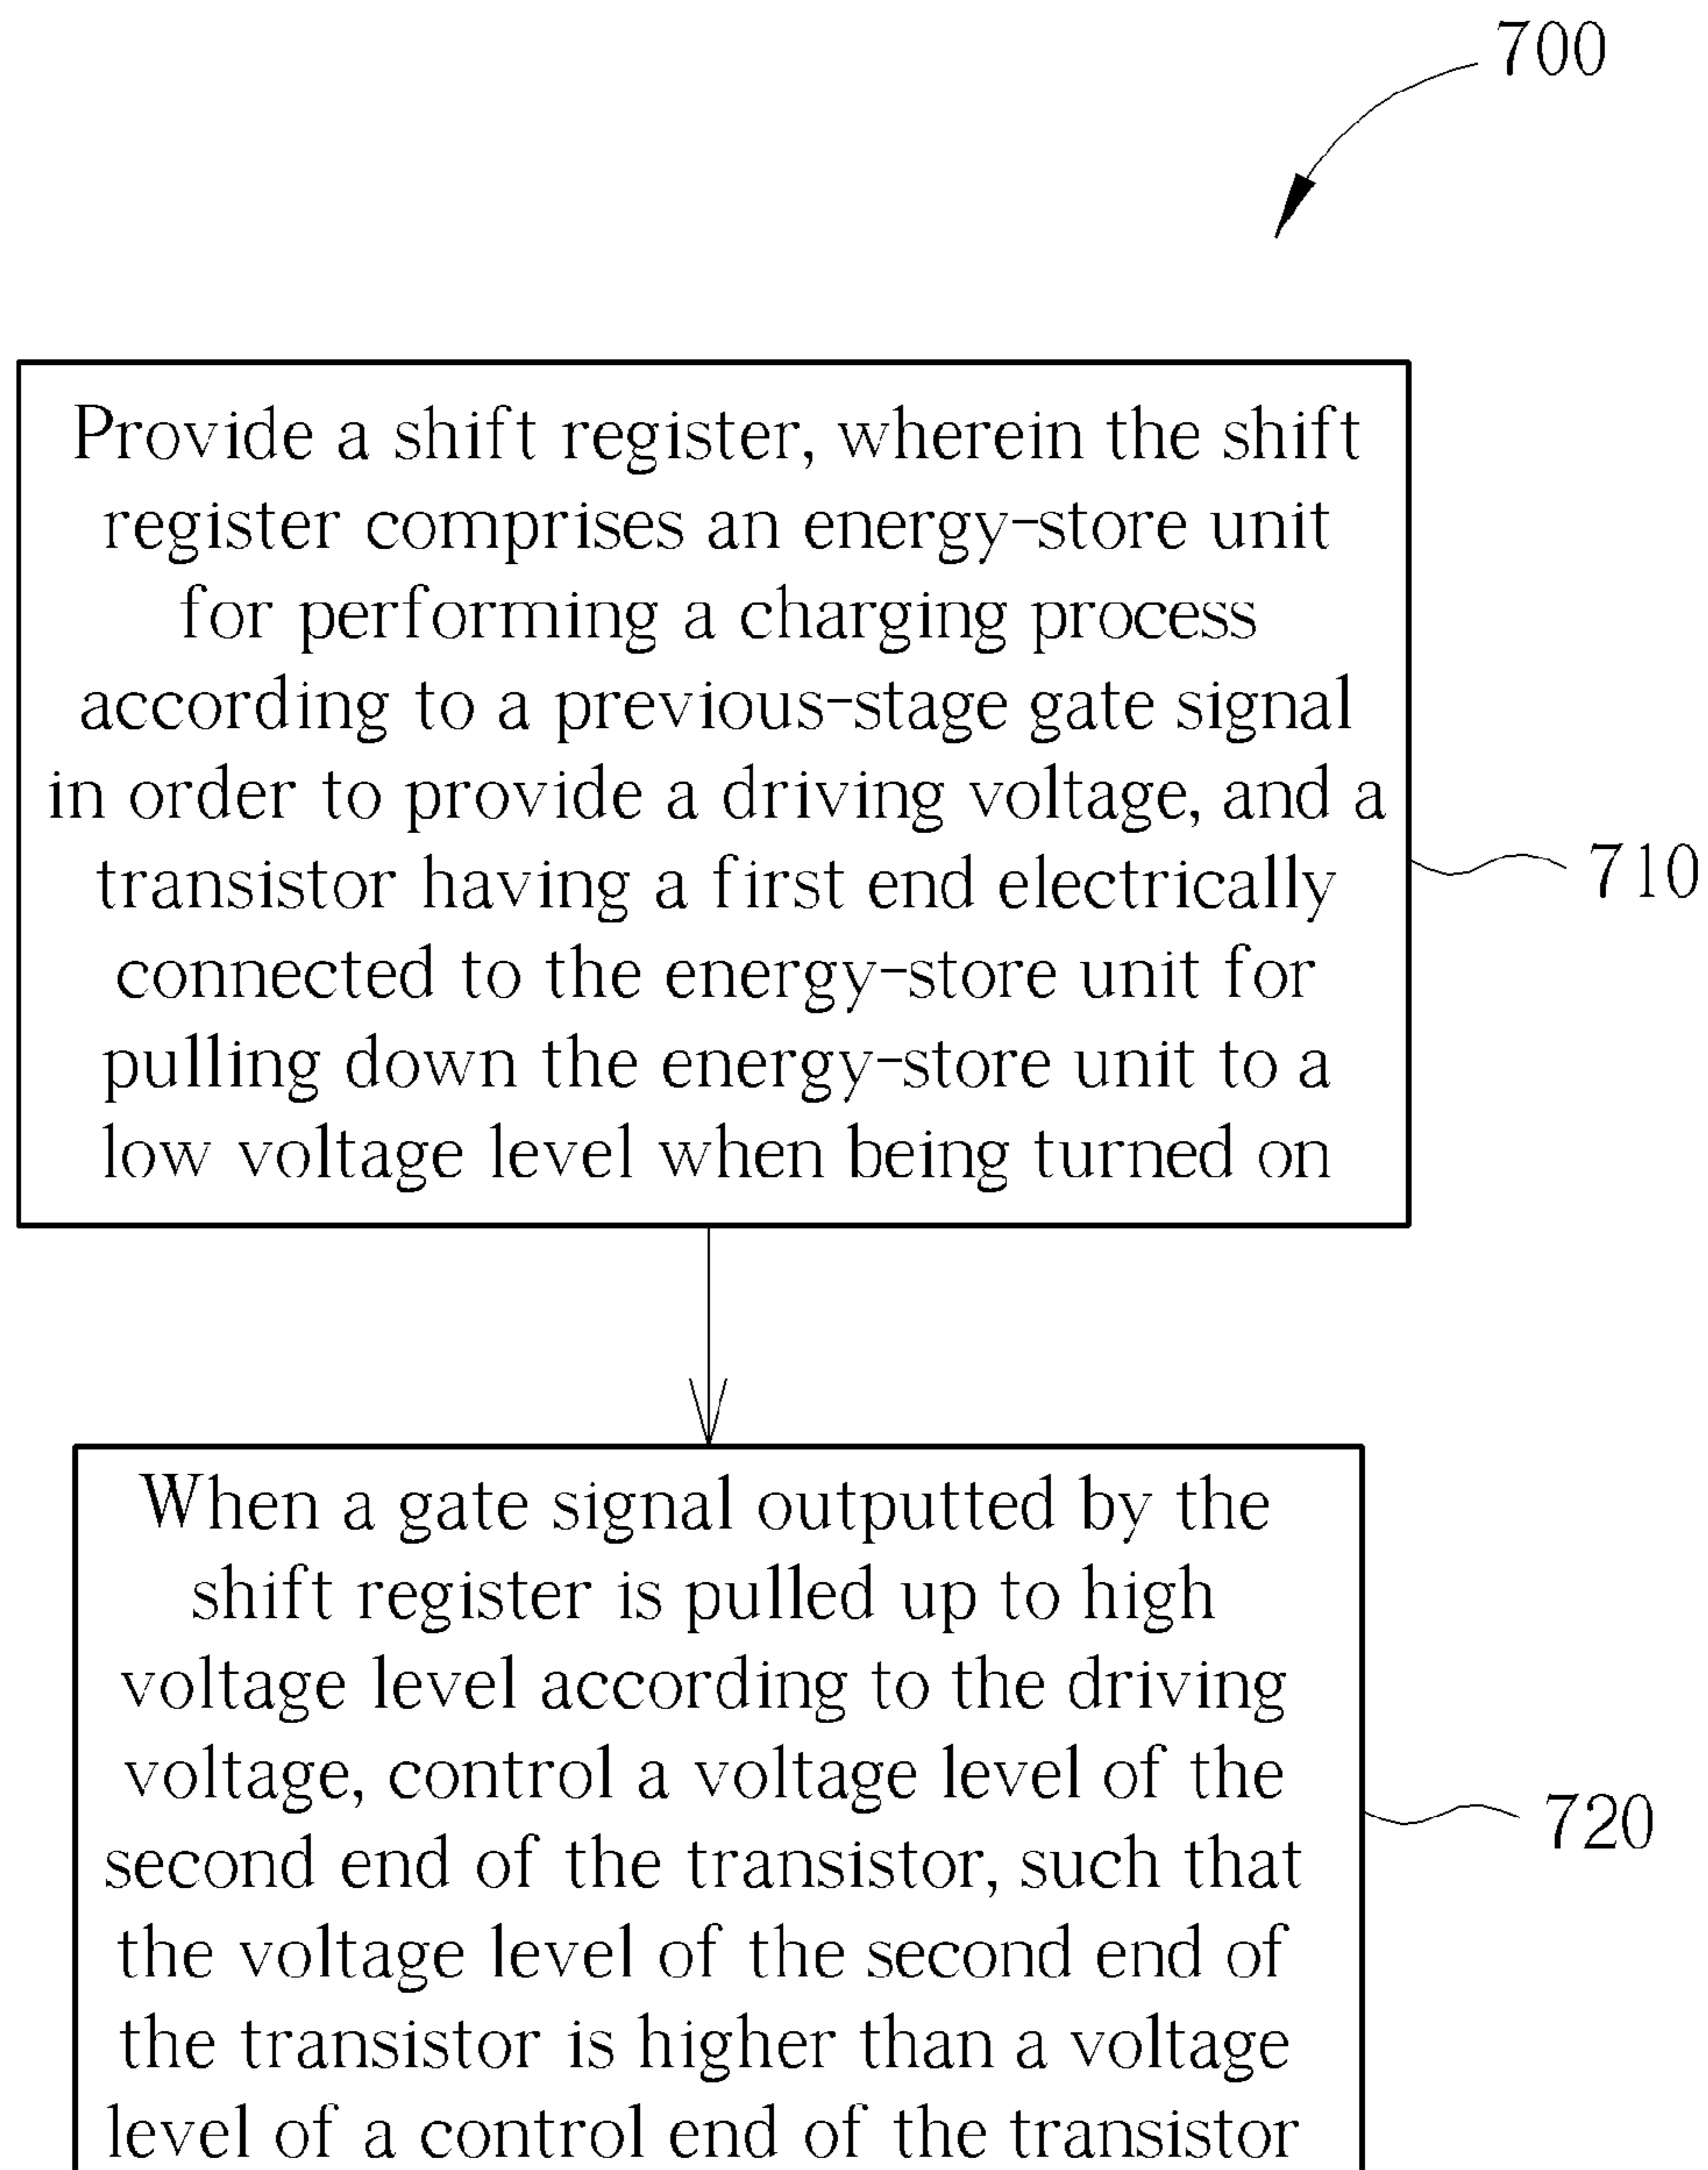 700
Provide a shift register, wherein the shift
register comprises an energy-store unit
for performing a charging process
according to a previous-stage gate signal
in order to provide a driving voltage, and a
transistor having a first end electrically
connected to the energy-store unit for
pulling down the energy-store unit to a
low voltage level when being turned on
710
When a gate signal outputted by the
shift register is pulled up to high
voltage level according to the driving
voltage, control a voltage level of the
second end of the transistor, such that
the voltage level of the second end of
the transistor is higher than a voltage
level of a control end of the transistor
720